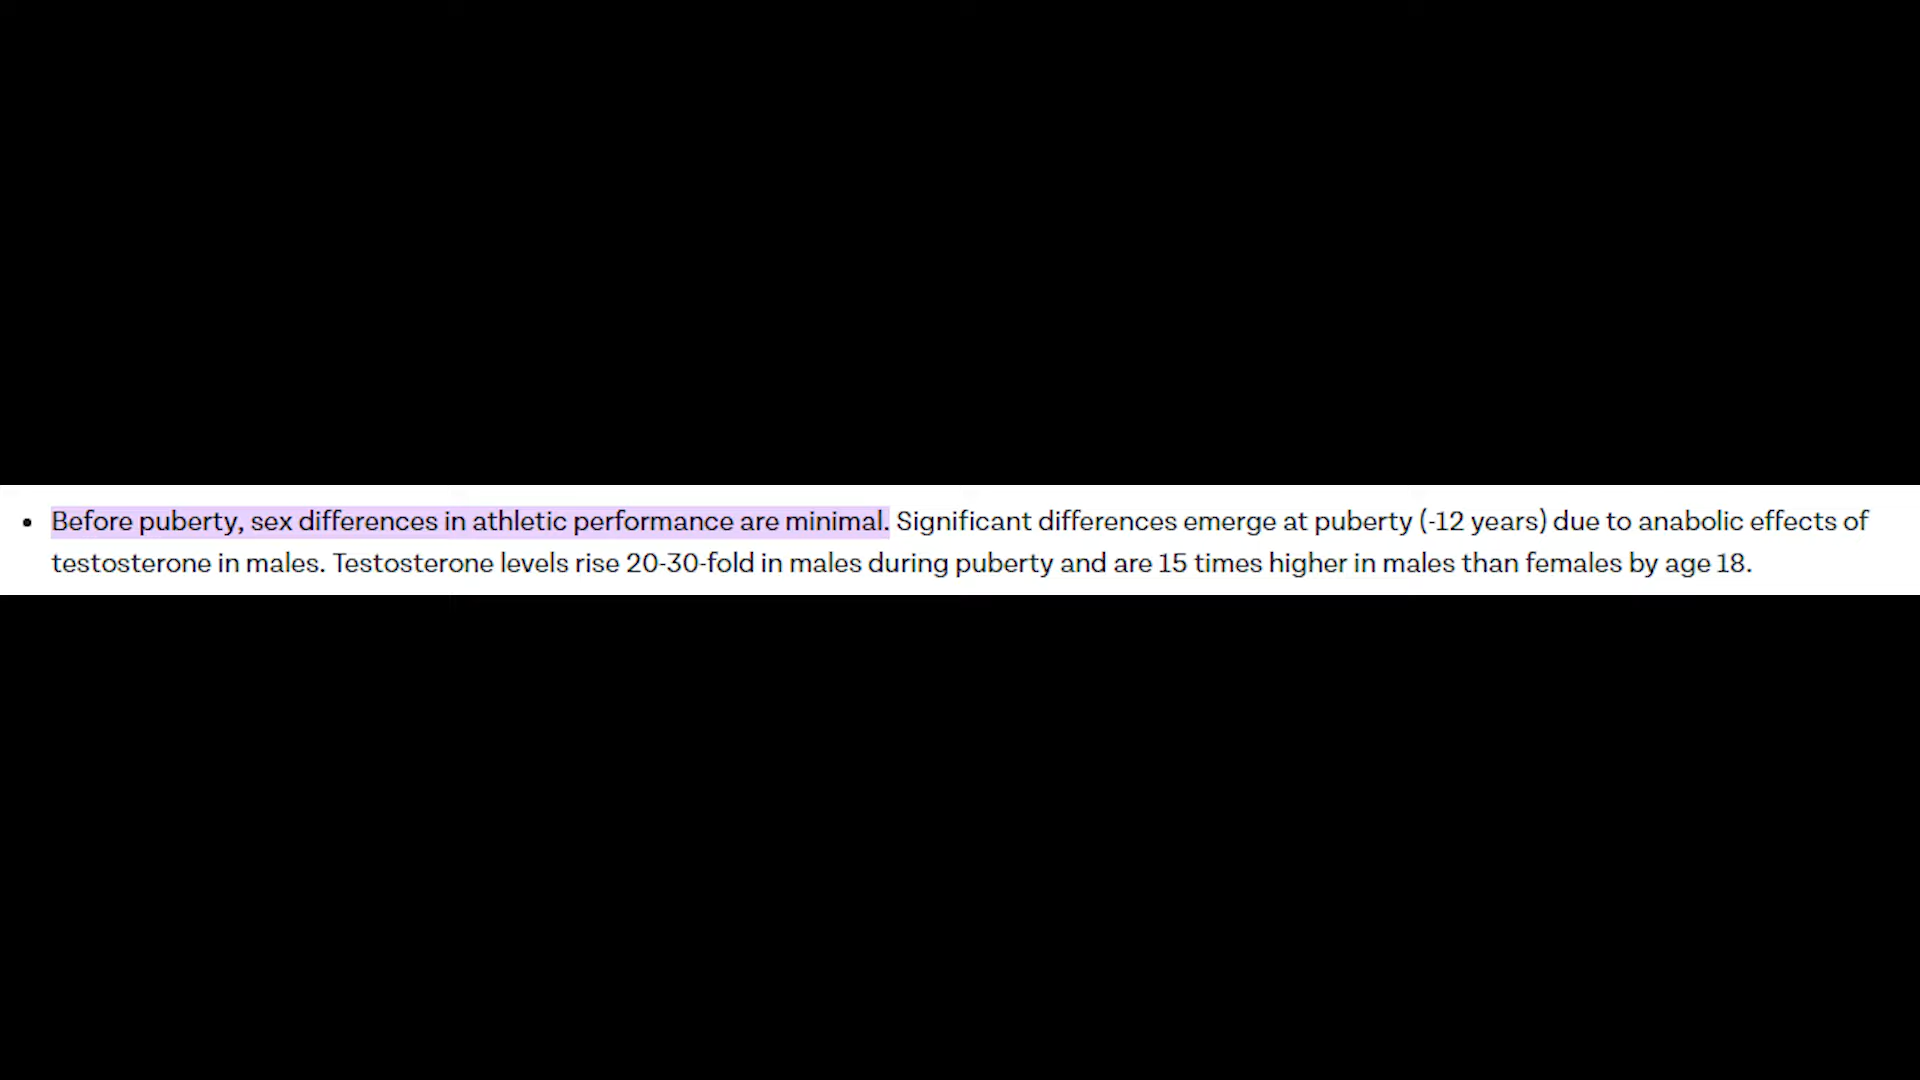 • Before puberty, sex differences in athletic performance are minimal. Significant differences emerge at puberty (-12 years) due to anabolic effects of
testosterone in males. Testosterone levels rise 20-30-fold in males during puberty and are 15 times higher in males than females by age 18.